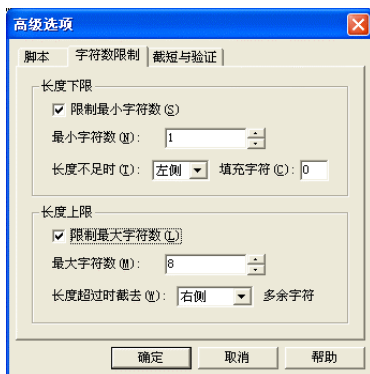 高级选项
脚本 字符数限制 截短与验证
长度下限
限制最小字符数(S)
最小字符数(N): 1
长度不足时(T): 左侧 填充字符(C): 0
长度上限
限制最大字符数(L)
最大字符数(M): 8
长度超过时截去(W): 右侧 多余字符
确定 取消 帮助